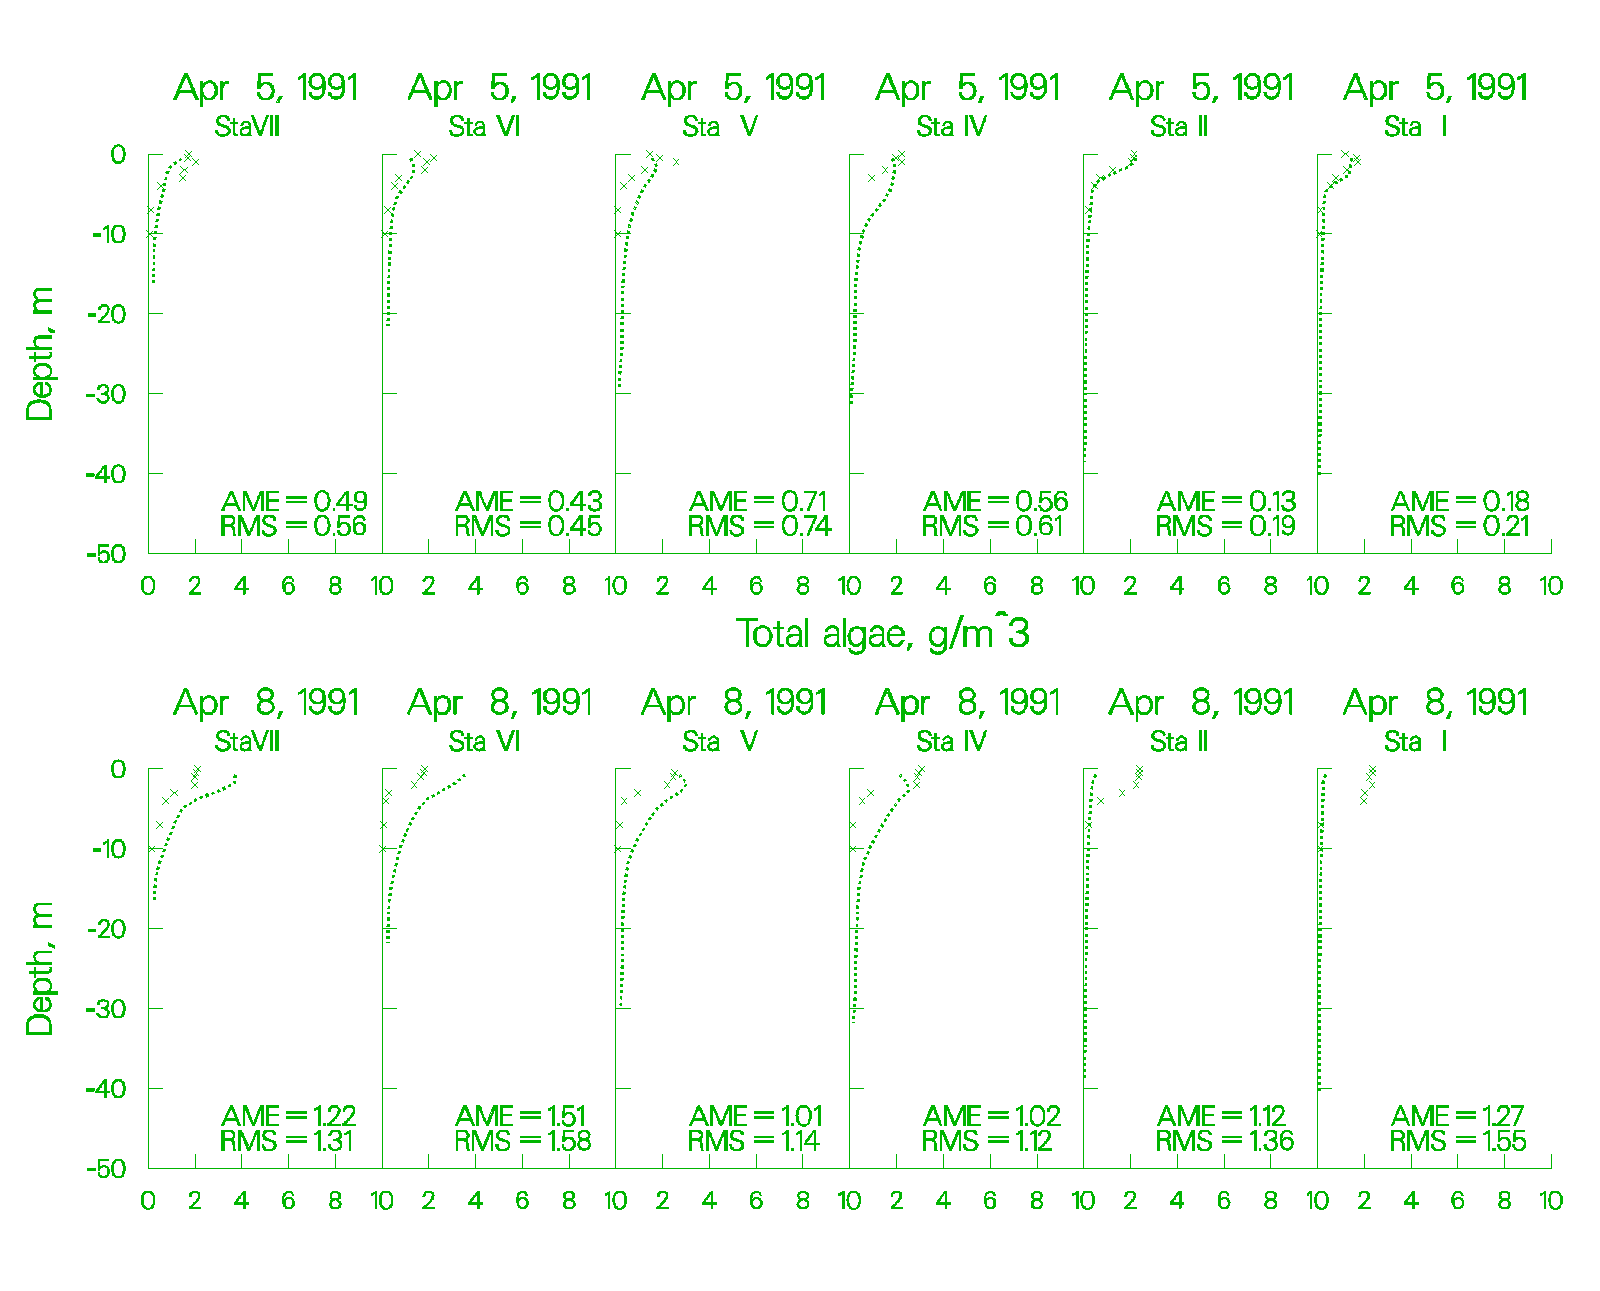 Apr 5, 1991 Apr 5, 1991 Apr 5, 1991 Apr 5, 1991 Apr 5, 1991 Apr 5, 1991
StaVII Sta VI Sta V Sta IV Sta II Sta I
0
-10
-20
-30
-40
-50
Depth, m
AME = 0.49 AME = 0.43 AME = 0.71 AME = 0.56 AME = 0.13 AME = 0.18
RMS = 0.56 RMS = 0.45 RMS = 0.74 RMS = 0.61 RMS = 0.19 RMS = 0.21
0 2 4 6 8 10 2 4 6 8 10 2 4 6 8 10 2 4 6 8 10 2 4 6 8 10 2 4 6 8 10
Total algae, g/m^3
Apr 8, 1991 Apr 8, 1991 Apr 8, 1991 Apr 8, 1991 Apr 8, 1991 Apr 8, 1991
StaVII Sta VI Sta V Sta IV Sta II Sta I
0
-10
-20
-30
-40
-50
Depth, m
AME = 1.22 AME = 1.51 AME = 1.01 AME = 1.02 AME = 1.12 AME = 1.27
RMS = 1.31 RMS = 1.58 RMS = 1.14 RMS = 1.12 RMS = 1.36 RMS = 1.55
0 2 4 6 8 10 2 4 6 8 10 2 4 6 8 10 2 4 6 8 10 2 4 6 8 10 2 4 6 8 10